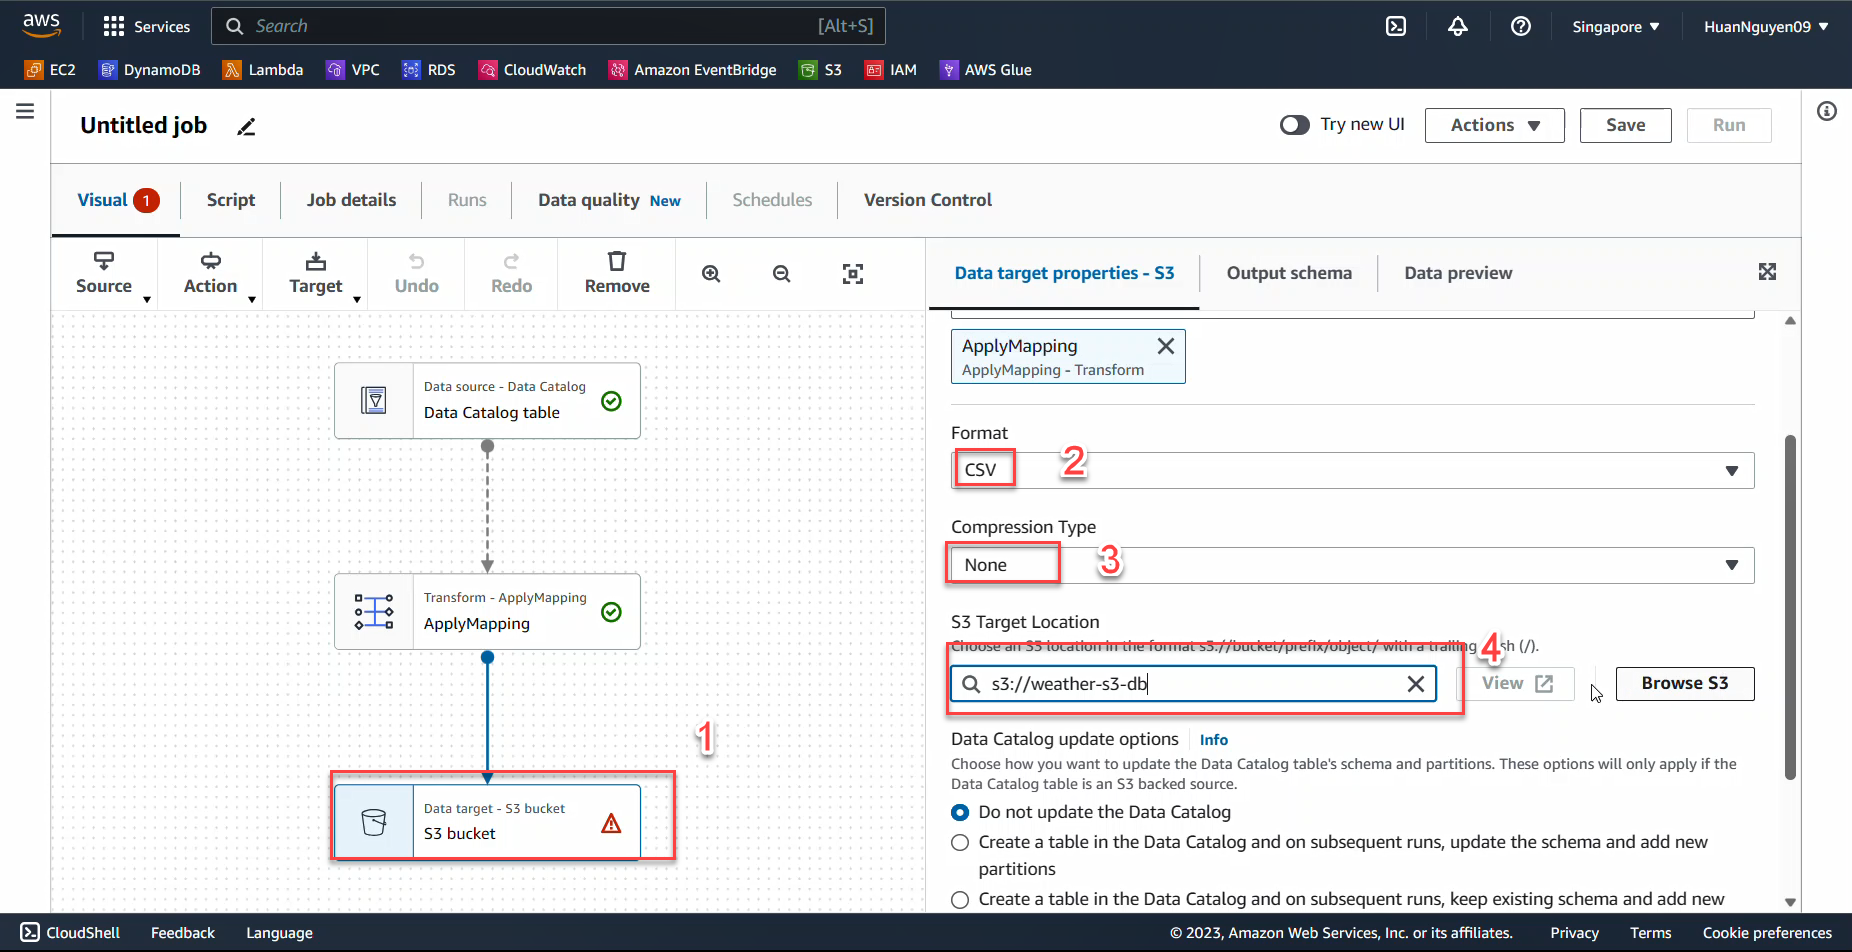 aws
Services
Search
[Alt+S]
Singapore ▼
HuanNguyen09 ▼
EC2
DynamoDB
Lambda
VPC
RDS
CloudWatch
Amazon EventBridge
S3
IAM
AWS Glue
Untitled job
Try new UI
Actions ▼
Save
Run
Visual 1
Script
Job details
Runs
Data quality New
Schedules
Version Control
Source
Action
Target
Undo
Redo
Remove
Data target properties - S3
Output schema
Data preview
Data source - Data Catalog
Data Catalog table
Transform - ApplyMapping
ApplyMapping
1
Data target - S3 bucket
S3 bucket
ApplyMapping
ApplyMapping - Transform
Format
CSV
2
Compression Type
None
3
S3 Target Location
Choose an S3 location in the format s3://bucket/prefix/object/ with a trailing sh (/).
4
s3://weather-s3-db
View
Browse S3
Data Catalog update options
Info
Choose how you want to update the Data Catalog table's schema and partitions. These options will only apply if the
Data Catalog table is an S3 backed source.
Do not update the Data Catalog
Create a table in the Data Catalog and on subsequent runs, update the schema and add new
partitions
Create a table in the Data Catalog and on subsequent runs, keep existing schema and add new
CloudShell
Feedback
Language
© 2023, Amazon Web Services, Inc. or its affiliates.
Privacy
Terms
Cookie preferences